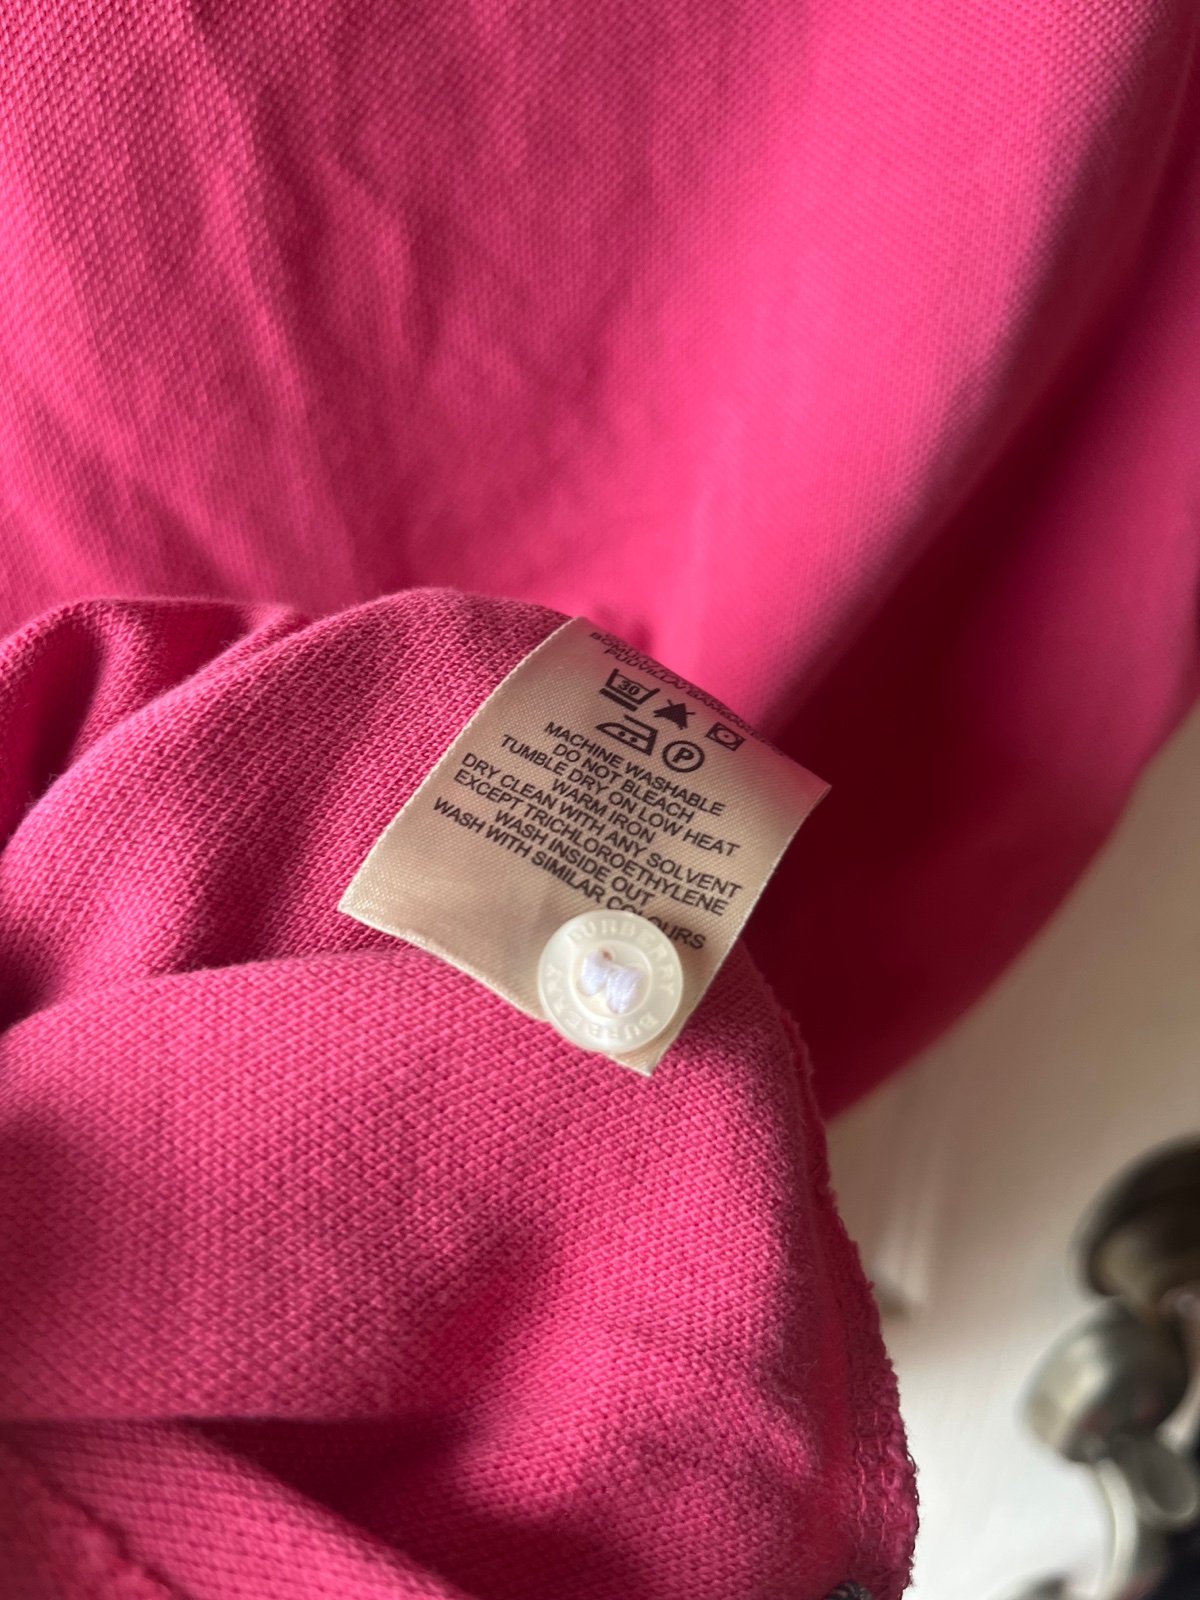 30
P
MACHINE WASHABLE
DO NOT BLEACH
TUMBLE DRY ON LOW HEAT
WARM IRON
DRY CLEAN WITH ANY SOLVENT
EXCEPT TRICHLOROETHYLENE
WASH INSIDE OUT
WASH WITH SIMILAR COLOURS
BURBERRY
BURBERRY